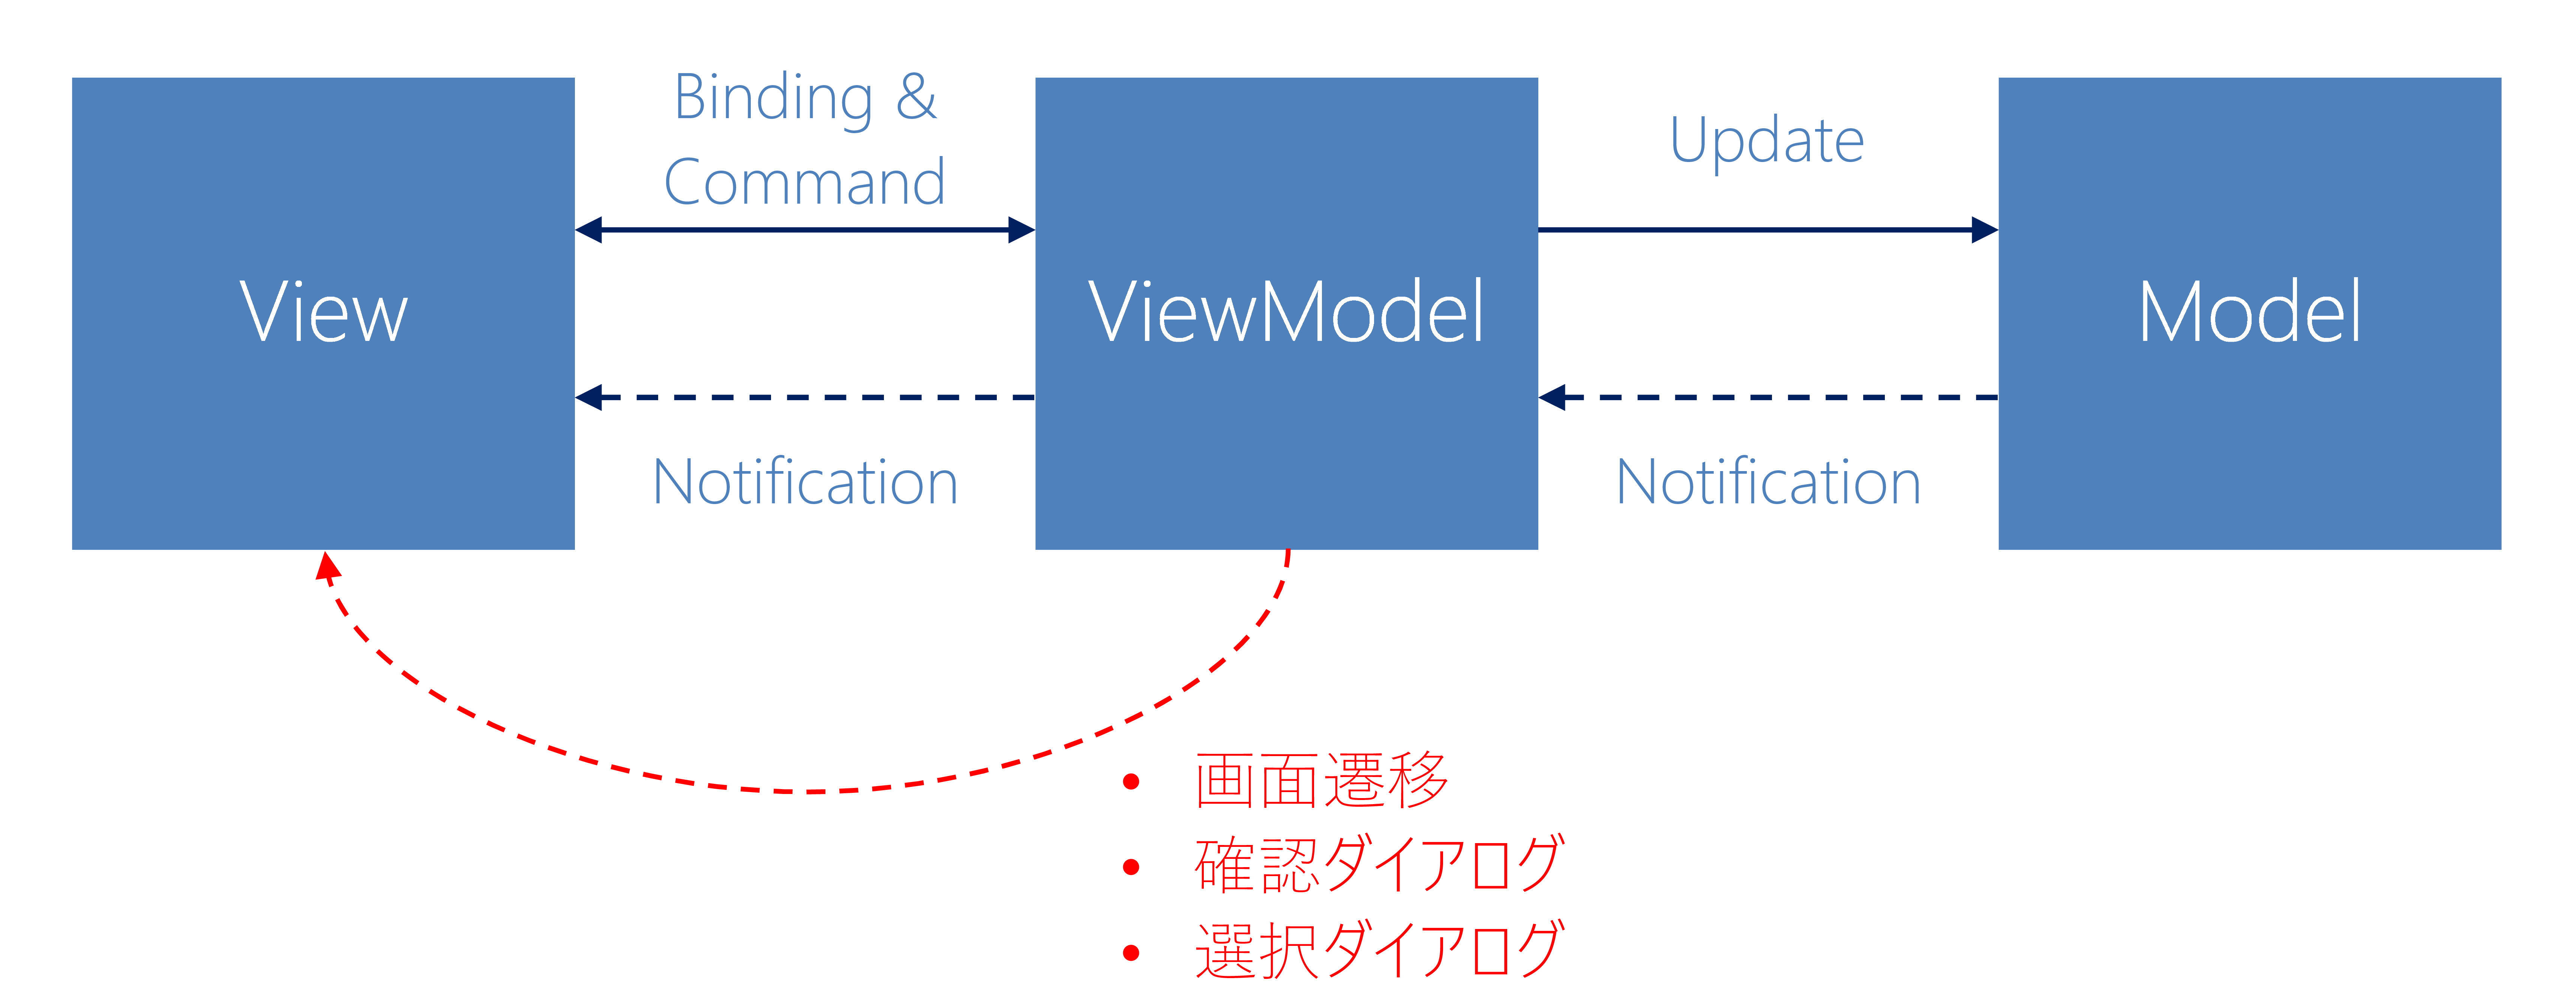 Binding &
Command
Update
View
ViewModel
Model
Notification
Notification
• 画面遷移
• 確認ダイアログ
• 選択ダイアログ